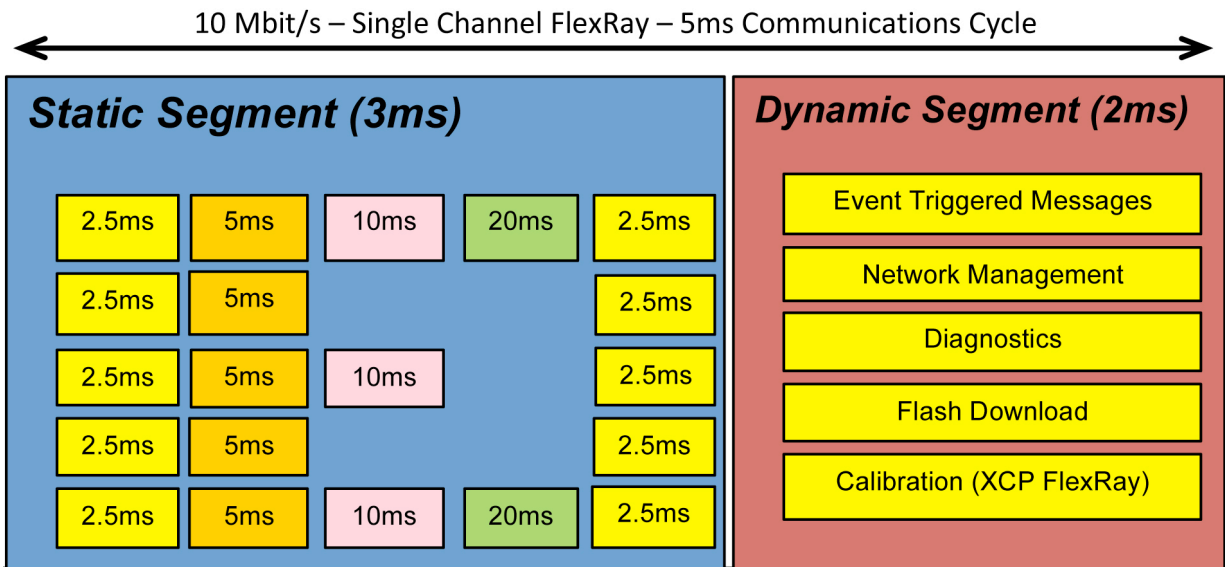 10 Mbit/s – Single Channel FlexRay – 5ms Communications Cycle
Static Segment (3ms)
2.5ms 5ms 10ms 20ms 2.5ms
2.5ms 5ms 2.5ms
2.5ms 5ms 10ms 2.5ms
2.5ms 5ms 2.5ms
2.5ms 5ms 10ms 20ms 2.5ms
Dynamic Segment (2ms)
Event Triggered Messages
Network Management
Diagnostics
Flash Download
Calibration (XCP FlexRay)